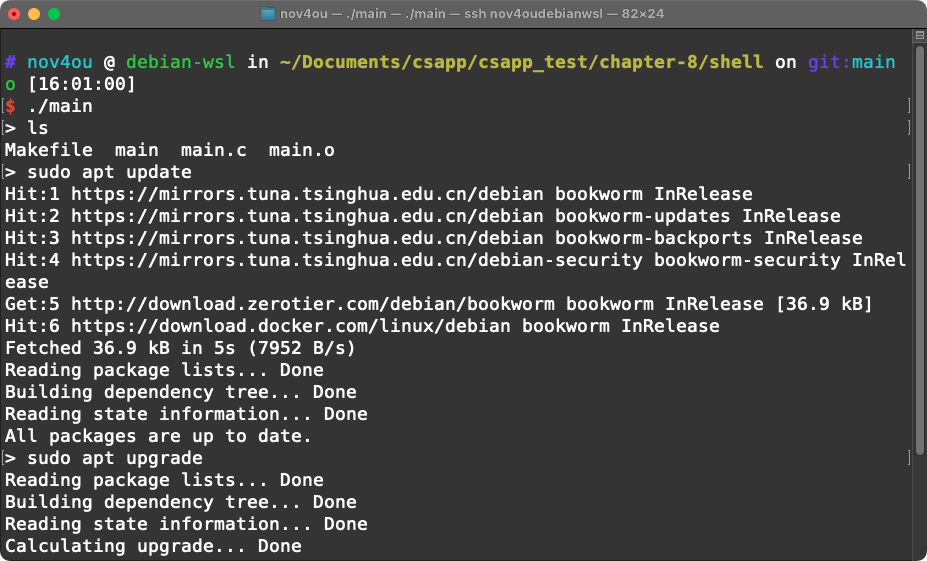 nov4ou — ./main — ./main — ssh nov4oudebianwsl — 82×24
# nov4ou @ debian-wsl in ~/Documents/csapp/csapp_test/chapter-8/shell on git:main
o [16:01:00]
[$ ./main ]
[> ls ]
Makefile  main  main.c  main.o
[> sudo apt update ]
Hit:1 https://mirrors.tuna.tsinghua.edu.cn/debian bookworm InRelease
Hit:2 https://mirrors.tuna.tsinghua.edu.cn/debian bookworm-updates InRelease
Hit:3 https://mirrors.tuna.tsinghua.edu.cn/debian bookworm-backports InRelease
Hit:4 https://mirrors.tuna.tsinghua.edu.cn/debian-security bookworm-security InRel
ease
Get:5 http://download.zerotier.com/debian/bookworm bookworm InRelease [36.9 kB]
Hit:6 https://download.docker.com/linux/debian bookworm InRelease
Fetched 36.9 kB in 5s (7952 B/s)
Reading package lists... Done
Building dependency tree... Done
Reading state information... Done
All packages are up to date.
[> sudo apt upgrade ]
Reading package lists... Done
Building dependency tree... Done
Reading state information... Done
Calculating upgrade... Done